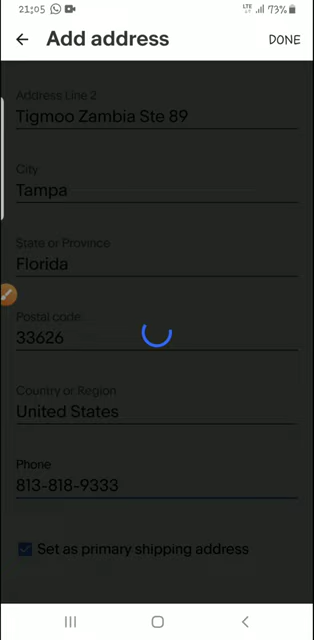 21:05
LTE
73%
Add address
DONE
Address Line 2
Tigmoo Zambia Ste 89
City
Tampa
State or Province
Florida
Postal code
33626
Country or Region
United States
Phone
813-818-9333
Set as primary shipping address